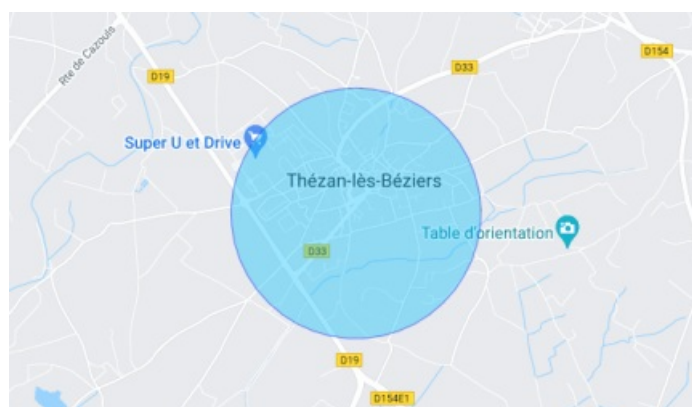 D154
Rte de Cazouls
D33
D19
Super U et Drive
Thézan-lès-Béziers
Table d'orientation
D33
D19
D154E1